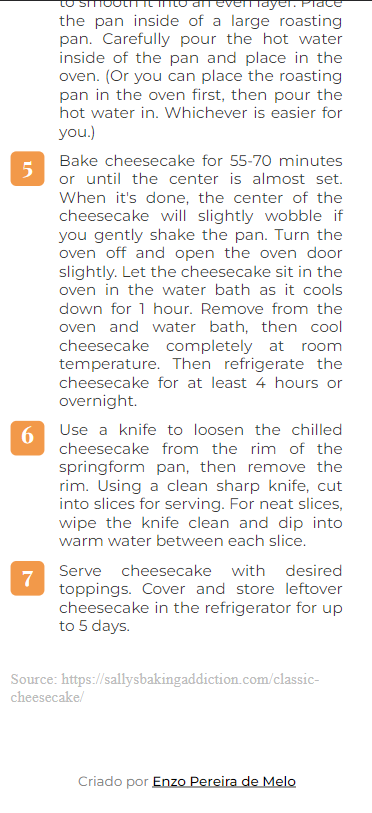 to smooth it into an even layer. Place
the pan inside of a large roasting
pan. Carefully pour the hot water
inside of the pan and place in the
oven. (Or you can place the roasting
pan in the oven first, then pour the
hot water in. Whichever is easier for
you.)
5
Bake cheesecake for 55-70 minutes
or until the center is almost set.
When it's done, the center of the
cheesecake will slightly wobble if
you gently shake the pan. Turn the
oven off and open the oven door
slightly. Let the cheesecake sit in the
oven in the water bath as it cools
down for 1 hour. Remove from the
oven and water bath, then cool
cheesecake completely at room
temperature. Then refrigerate the
cheesecake for at least 4 hours or
overnight.
6
Use a knife to loosen the chilled
cheesecake from the rim of the
springform pan, then remove the
rim. Using a clean sharp knife, cut
into slices for serving. For neat slices,
wipe the knife clean and dip into
warm water between each slice.
7
Serve cheesecake with desired
toppings. Cover and store leftover
cheesecake in the refrigerator for up
to 5 days.
Source: https://sallysbakingaddiction.com/classic-
cheesecake/
Criado por Enzo Pereira de Melo